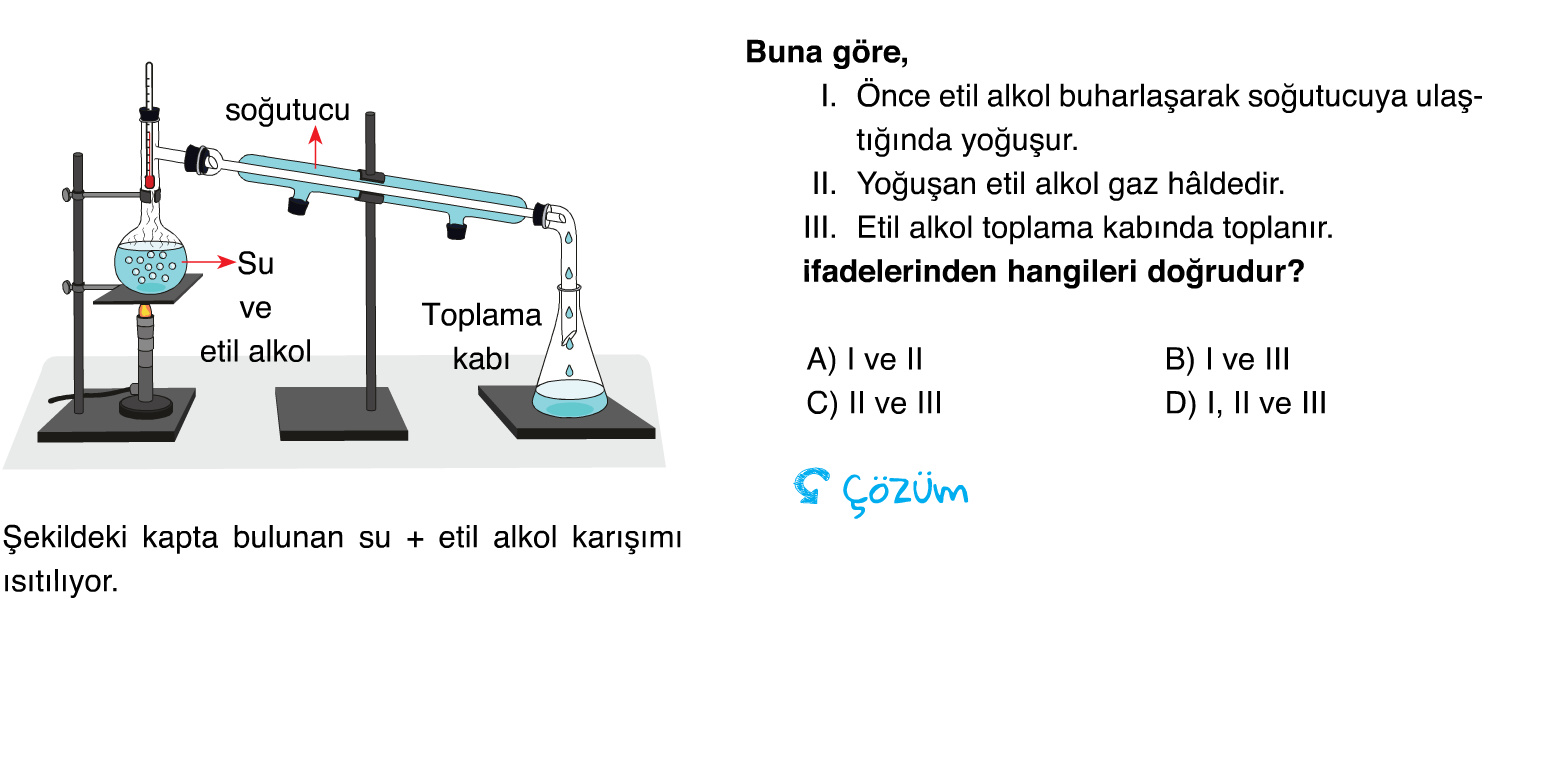 soğutucu
Su
ve
etil alkol
Toplama
kabı
Şekildeki kapta bulunan su + etil alkol karışımı
ısıtılıyor.
Buna göre,
I. Önce etil alkol buharlaşarak soğutucuya ulaş-
tığında yoğuşur.
II. Yoğuşan etil alkol gaz hâldedir.
III. Etil alkol toplama kabında toplanır.
ifadelerinden hangileri doğrudur?
A) I ve II B) I ve III
C) II ve III D) I, II ve III
Çözüm